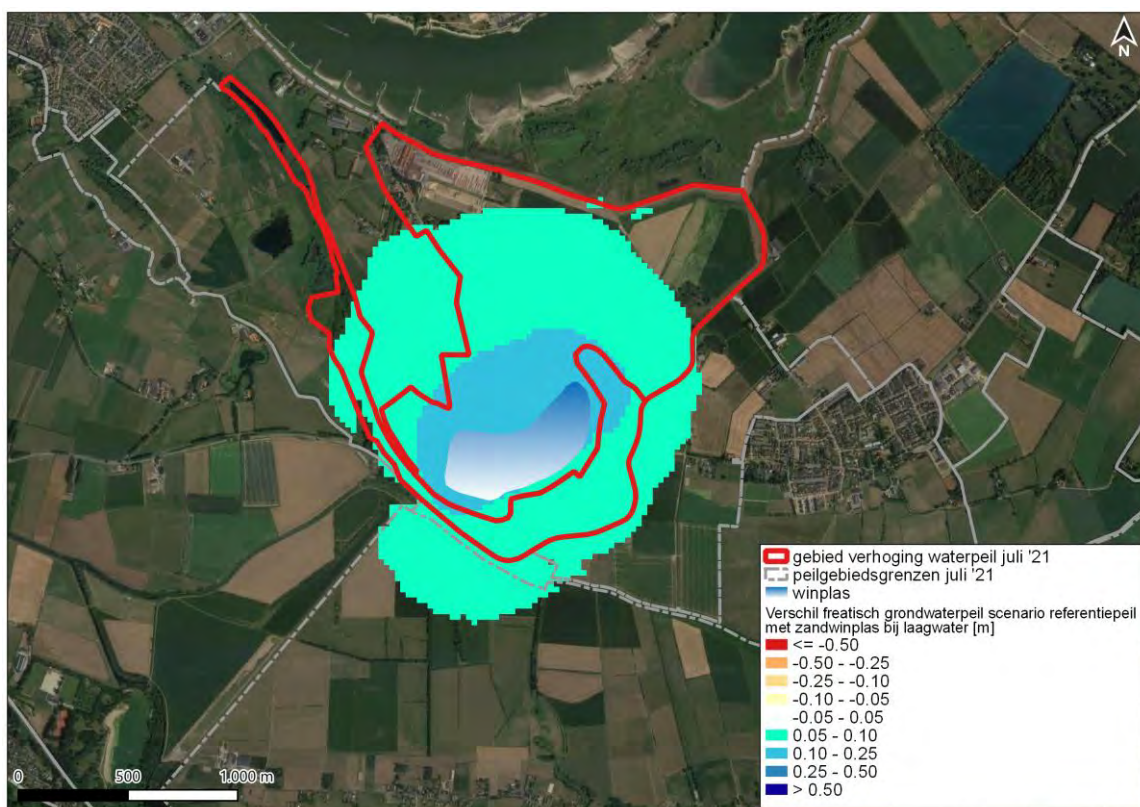 N
gebied verhoging waterpeil juli '21
peilgebiedsgrenzen juli '21
winplas
Verschil freatisch grondwaterpeil scenario referentiepeil
met zandwinplas bij laagwater [m]
<= -0.50
-0.50 - -0.25
-0.25 - -0.10
-0.10 - -0.05
-0.05 - 0.05
0.05 - 0.10
0.10 - 0.25
0.25 - 0.50
> 0.50
0 500 1.000 m